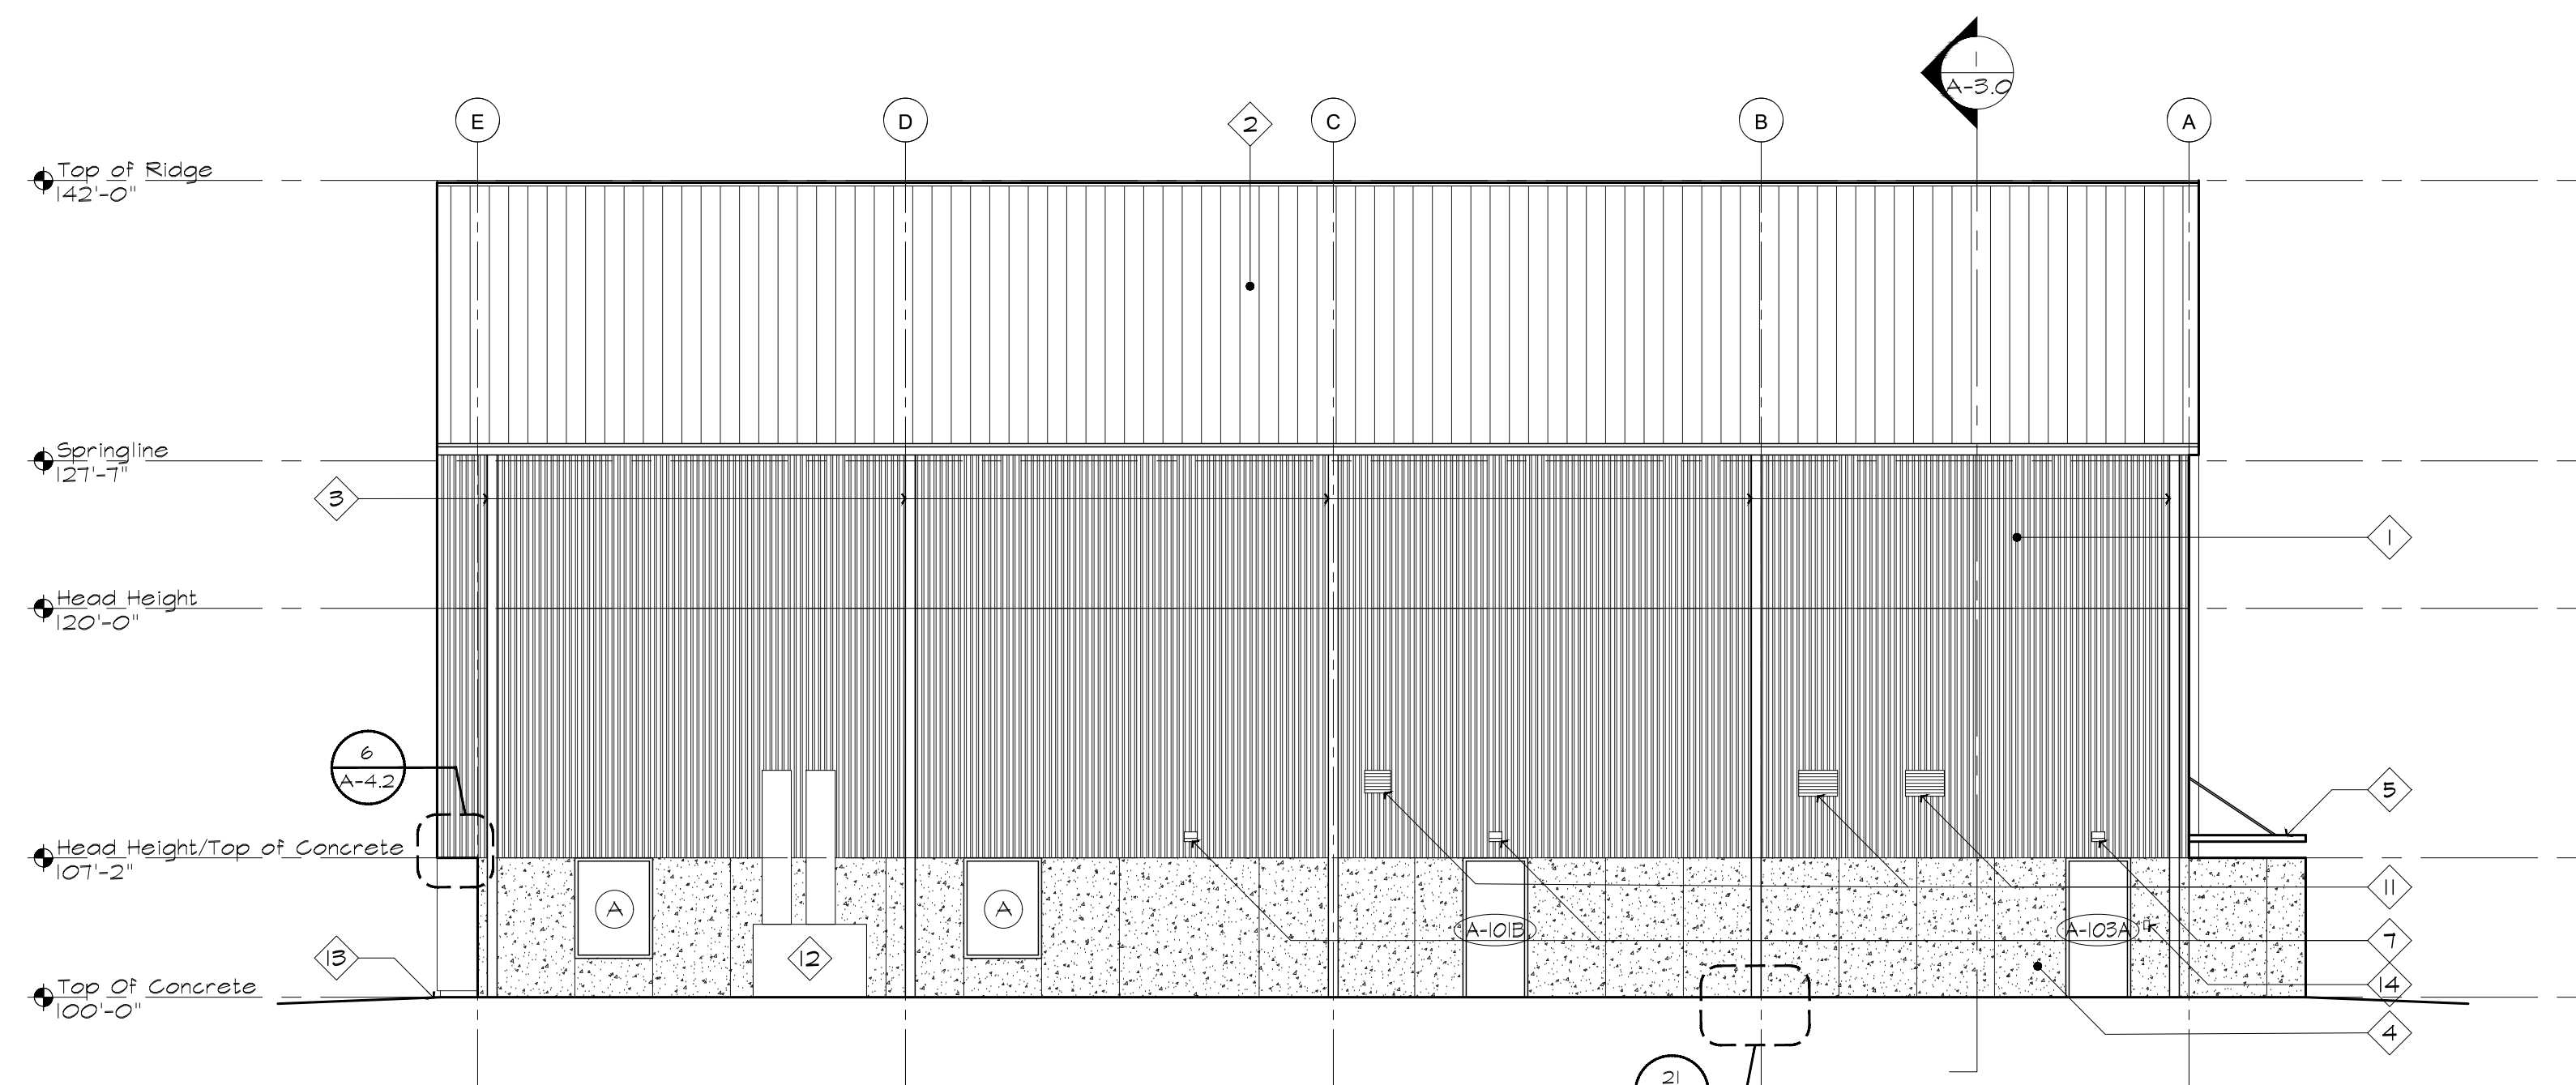 1
A-3.0
E
D
2
C
B
A
Top of Ridge
142'-0"
Springline
127'-7"
3
1
Head Height
120'-0"
6
A-4.2
5
Head Height/Top of Concrete
107'-2"
11
A
A
A-101B
A-103A
7
13
12
Top Of Concrete
100'-0"
14
4
21